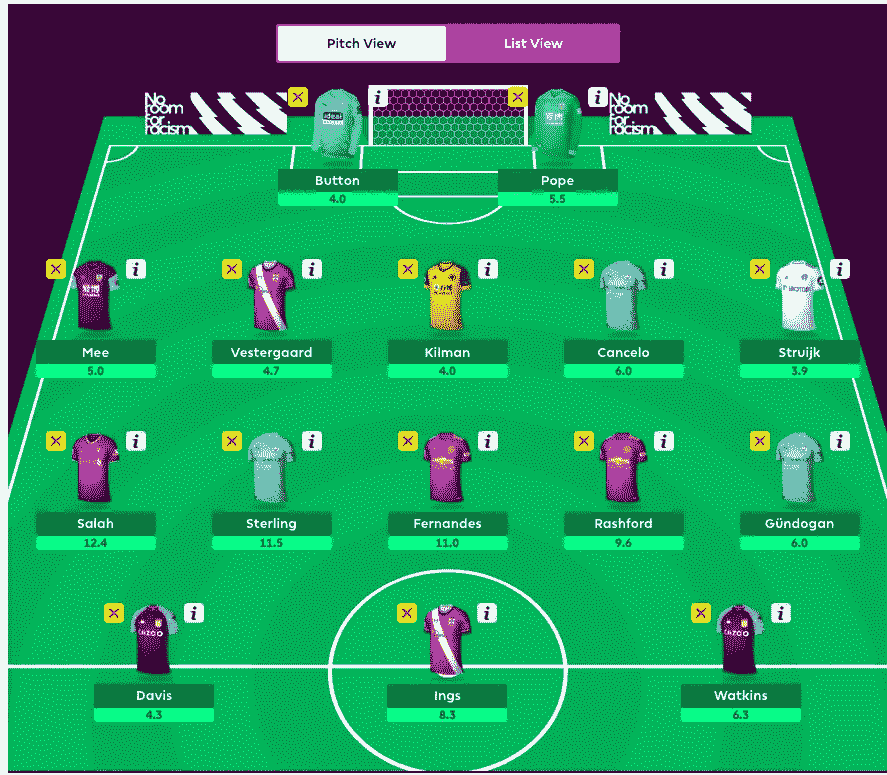 Pitch View
List View
No
room
for
racism
No
room
for
racism
Button
4.0
Pope
5.5
Mee
5.0
Vestergaard
4.7
Kilman
4.0
Cancelo
6.0
Struijk
3.9
Salah
12.4
Sterling
11.5
Fernandes
11.0
Rashford
9.6
Gündogan
6.0
Davis
4.3
Ings
8.3
Watkins
6.3